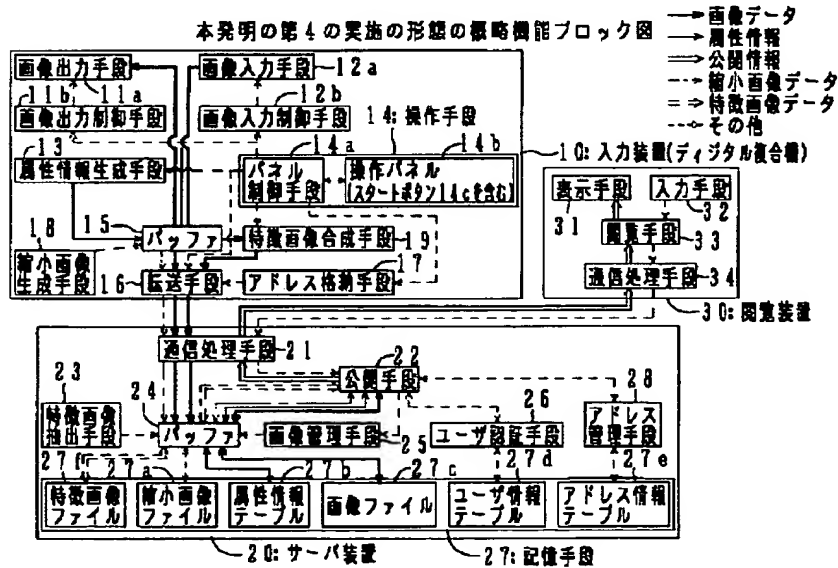 本発明の第4の実施の形態の概略機能ブロック図
画像データ
属性情報
公開情報
縮小画像データ
特徴画像データ
その他
画像出力手段
11a
画像入力手段
12a
11b
画像出力制御手段
12b
画像入力制御手段
13
属性情報生成手段
14:操作手段
14a
パネル
制御手段
14b
操作パネル
(スタートボタン14cを含む)
10:入力装置(ディジタル複合機)
15
バッファ
特徴画像合成手段
19
18
縮小画像
生成手段
16
転送手段
アドレス格納手段
17
表示手段
31
入力手段
32
閲覧手段
33
通信処理手段
34
30:閲覧装置
通信処理手段
21
22
公開手段
23
特徴画像
抽出手段
24
バッファ
画像管理手段
25
26
ユーザ認証手段
28
アドレス
管理手段
27f
特徴画像
ファイル
27a
縮小画像
ファイル
27b
属性情報
テーブル
27c
画像ファイル
27d
ユーザ情報
テーブル
27e
アドレス情報
テーブル
20:サーバ装置
27:記憶手段